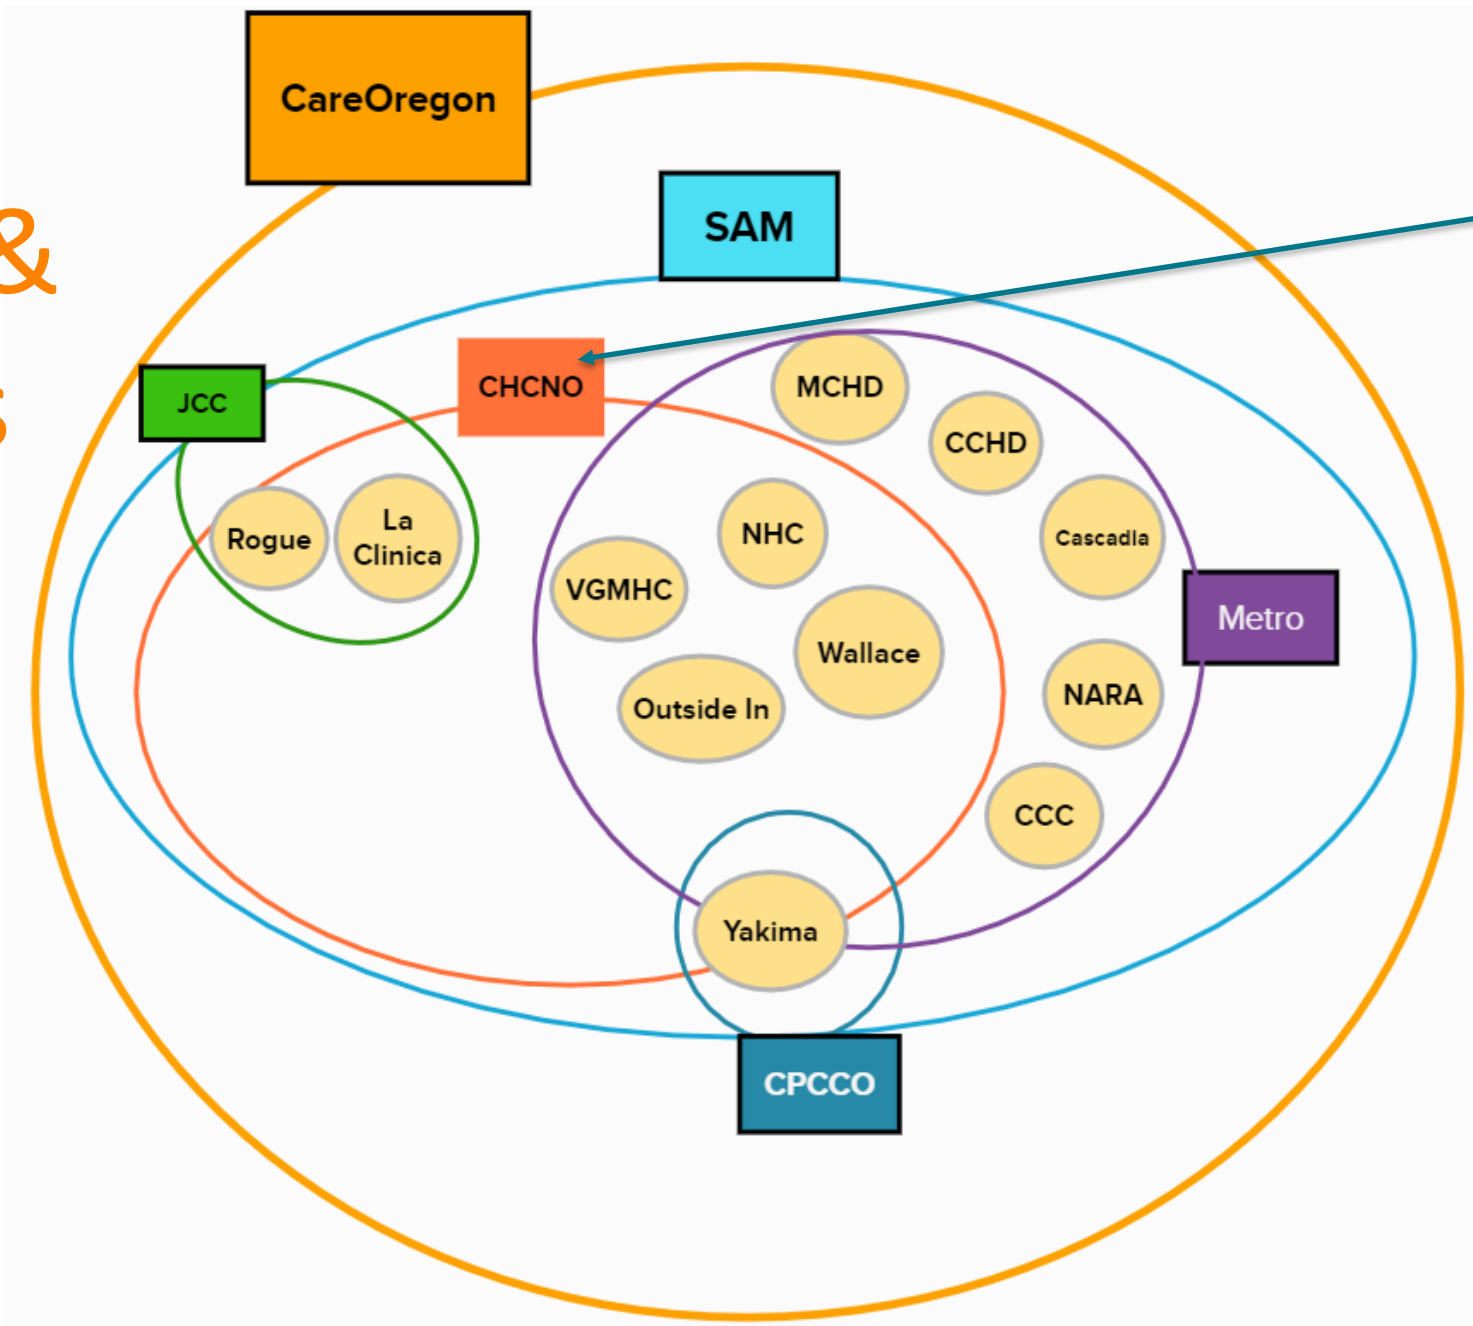 CareOregon
SAM
&
s
JCC
CHCNO
MCHD
CCHD
Rogue
La
Clinica
NHC
Cascadia
VGMHC
Metro
Wallace
Outside In
NARA
CCC
Yakima
CPCCO